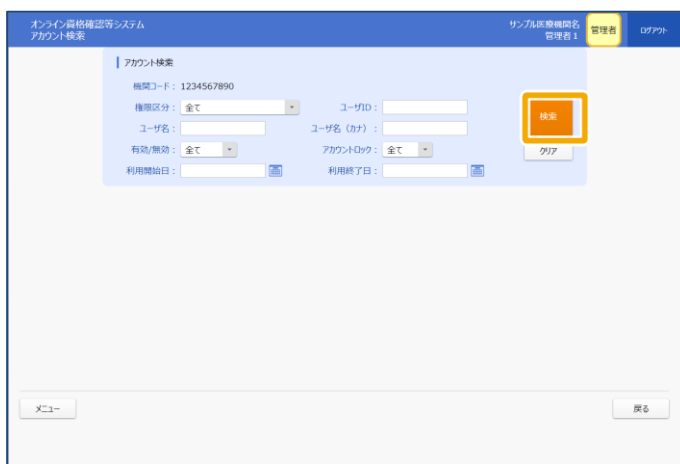 オンライン資格確認等システム
アカウント検索
サンプル医療機関名
管理者1
管理者
ログアウト
アカウント検索
機関コード： 1234567890
権限区分： 全て ユーザID：
ユーザ名： ユーザ名（カナ）：
有効/無効： 全て アカウントロック： 全て
利用開始日： 利用終了日：
検索
クリア
メニュー
戻る